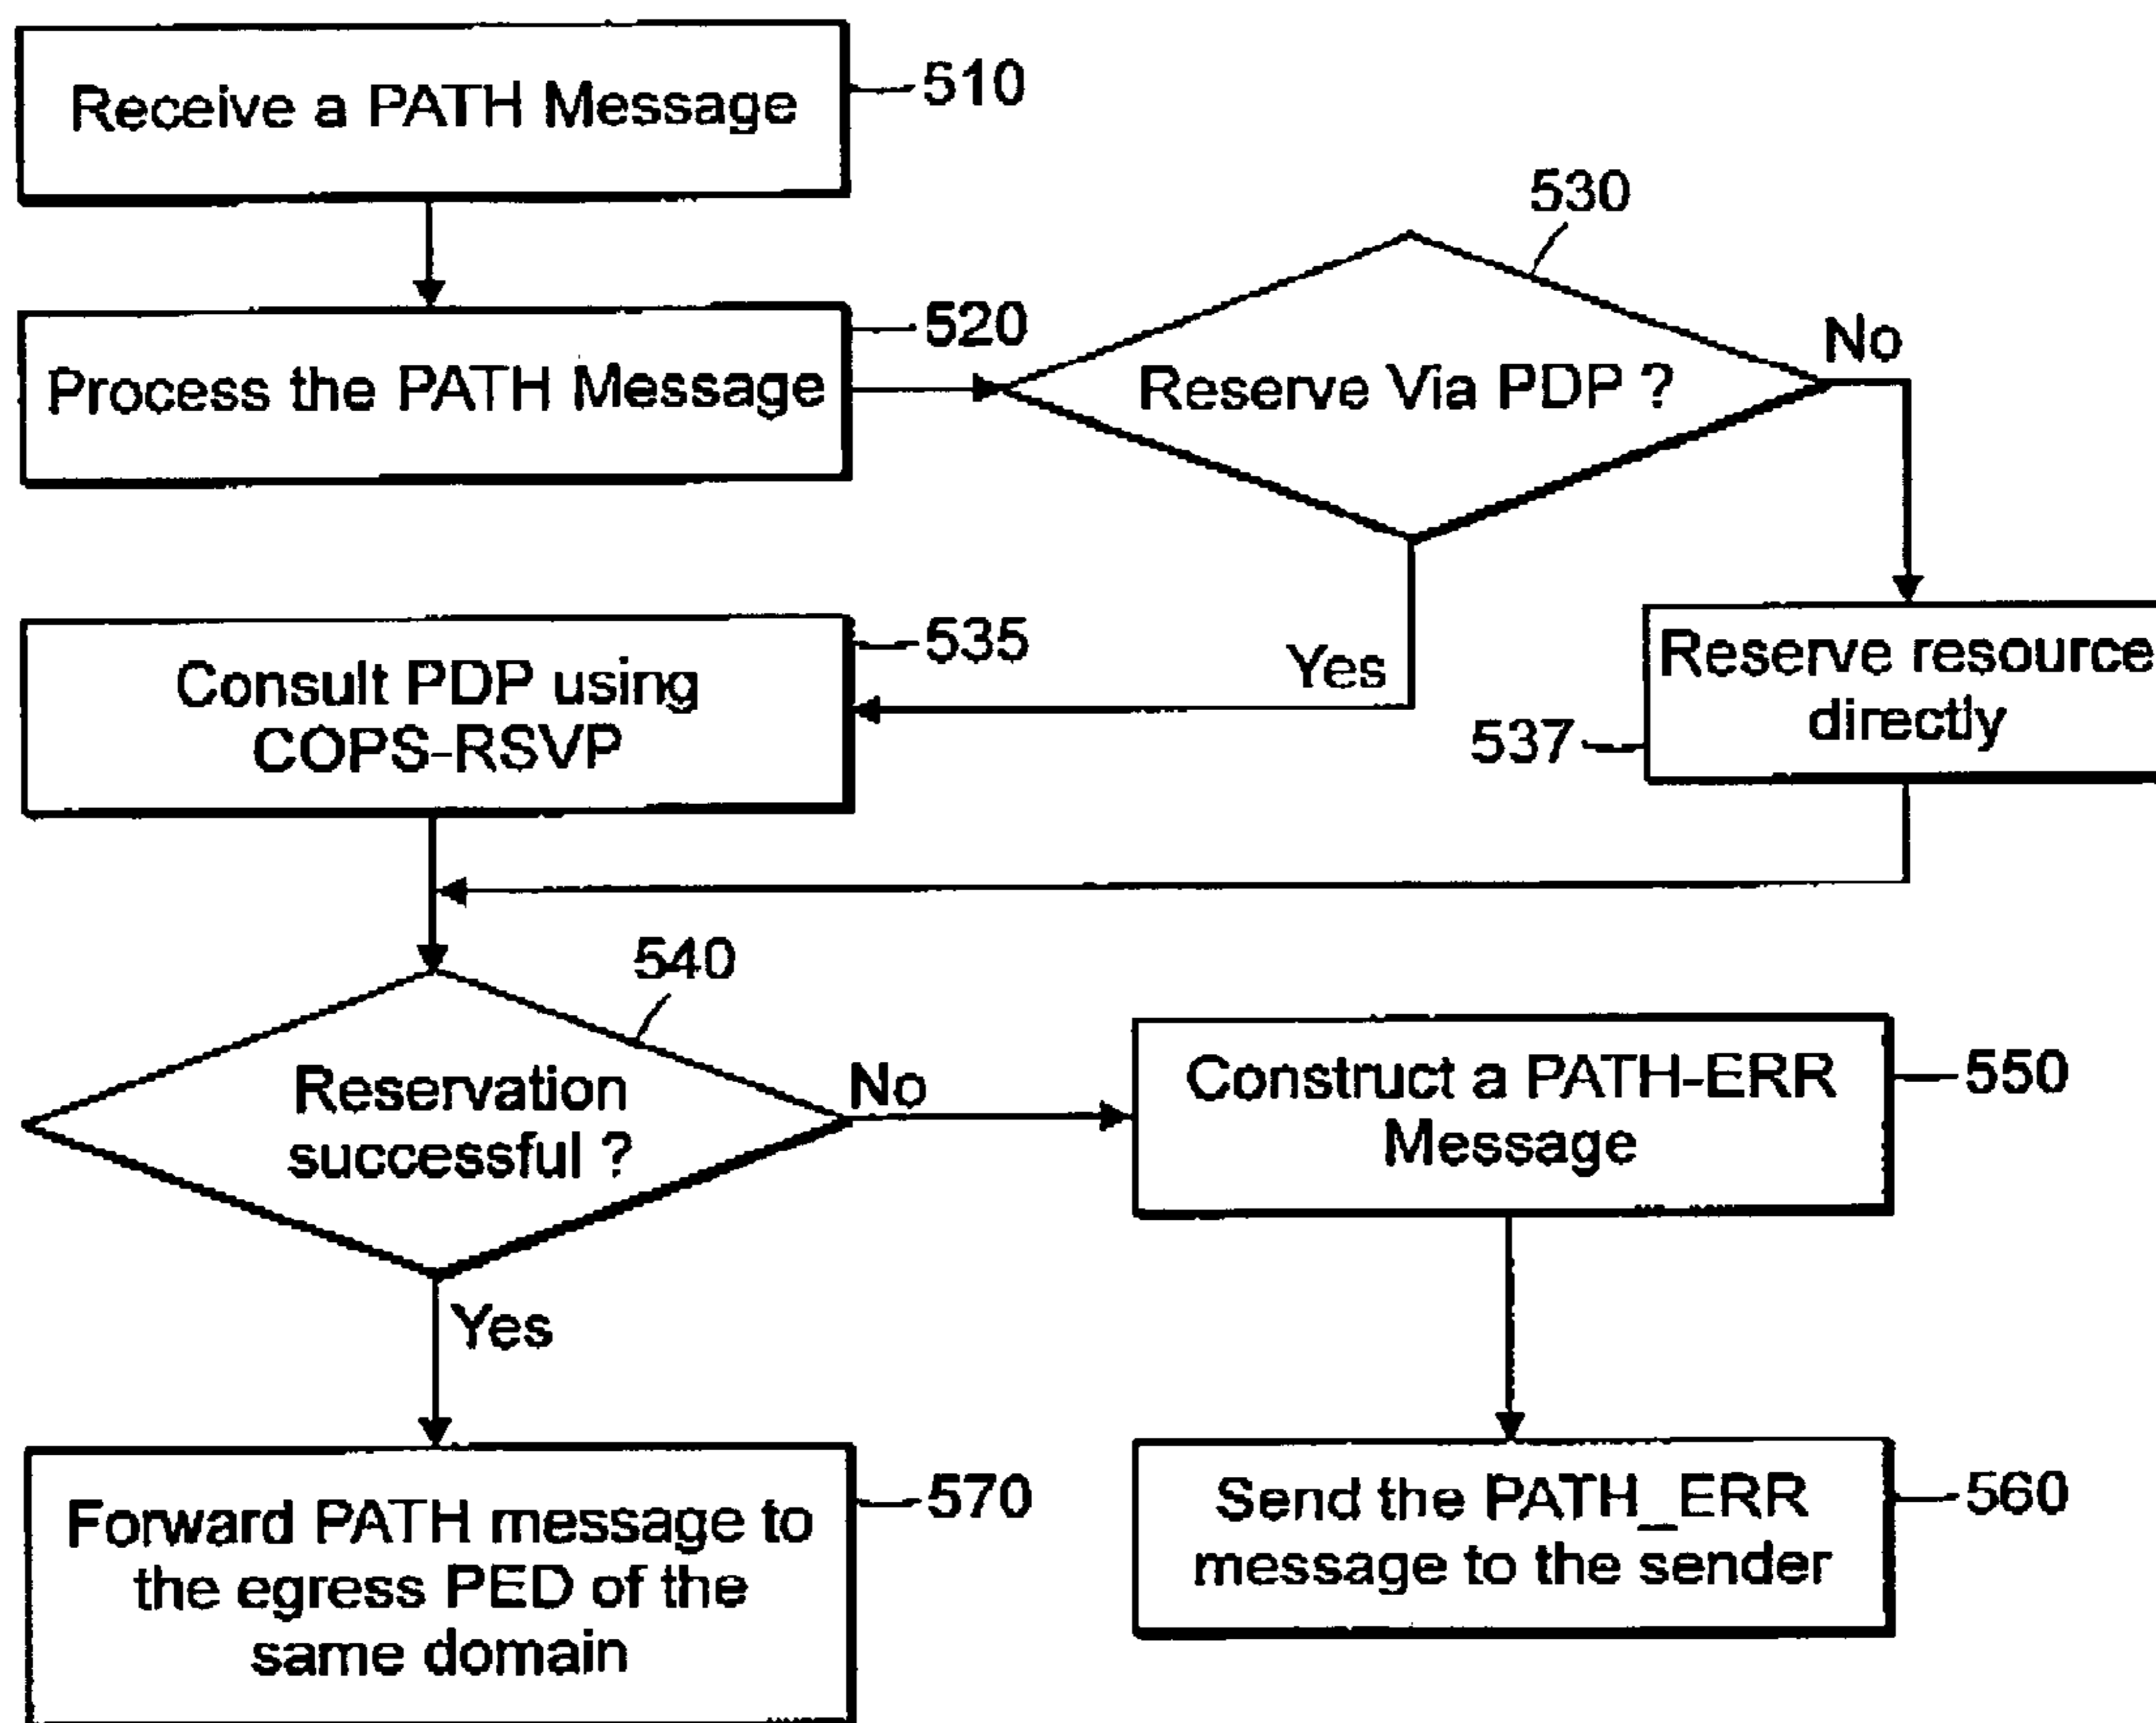 Receive a PATH Message
510
530
520
Process the PATH Message
Reserve Via PDP ?
No
535
Yes
Consult PDP using
COPS-RSVP
Reserve resource
directly
537
540
Reservation
successful ?
No
Construct a PATH-ERR
Message
550
Yes
Forward PATH message to
the egress PED of the
same domain
570
Send the PATH_ERR
message to the sender
560